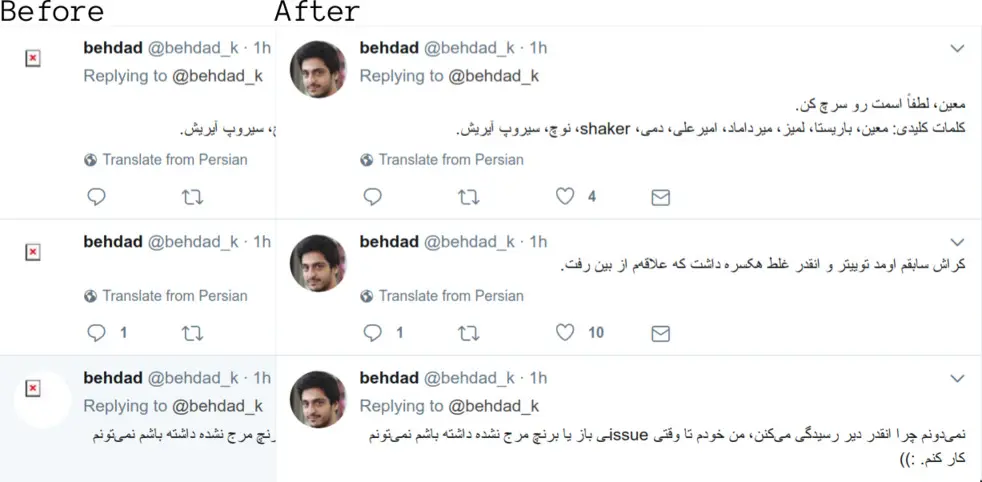 Before
behdad @behdad_k · 1h
Replying to @behdad_k
، سیروپ آیریش.
Translate from Persian
behdad @behdad_k · 1h
Translate from Persian
1
behdad @behdad_k · 1h
Replying to @behdad_k
برنچ مرج نشده داشته باشم نمی‌تونم
After
behdad @behdad_k · 1h
Replying to @behdad_k
معین، لطفاً اسمت رو سرچ کن.
کلمات کلیدی: معین، باریستا، لمیز، میرداماد، امیرعلی، دمی، shaker، نوچ، سیروپ آیریش.
Translate from Persian
4
behdad @behdad_k · 1h
کراش سابقم اومد توییتر و انقدر غلط هکسره داشت که علاقه‌م از بین رفت.
Translate from Persian
1 10
behdad @behdad_k · 1h
Replying to @behdad_k
نمی‌دونم چرا انقدر دیر رسیدگی می‌کنن، من خودم تا وقتی issueی باز یا برنچ مرج نشده داشته باشم نمی‌تونم
کار کنم. :))